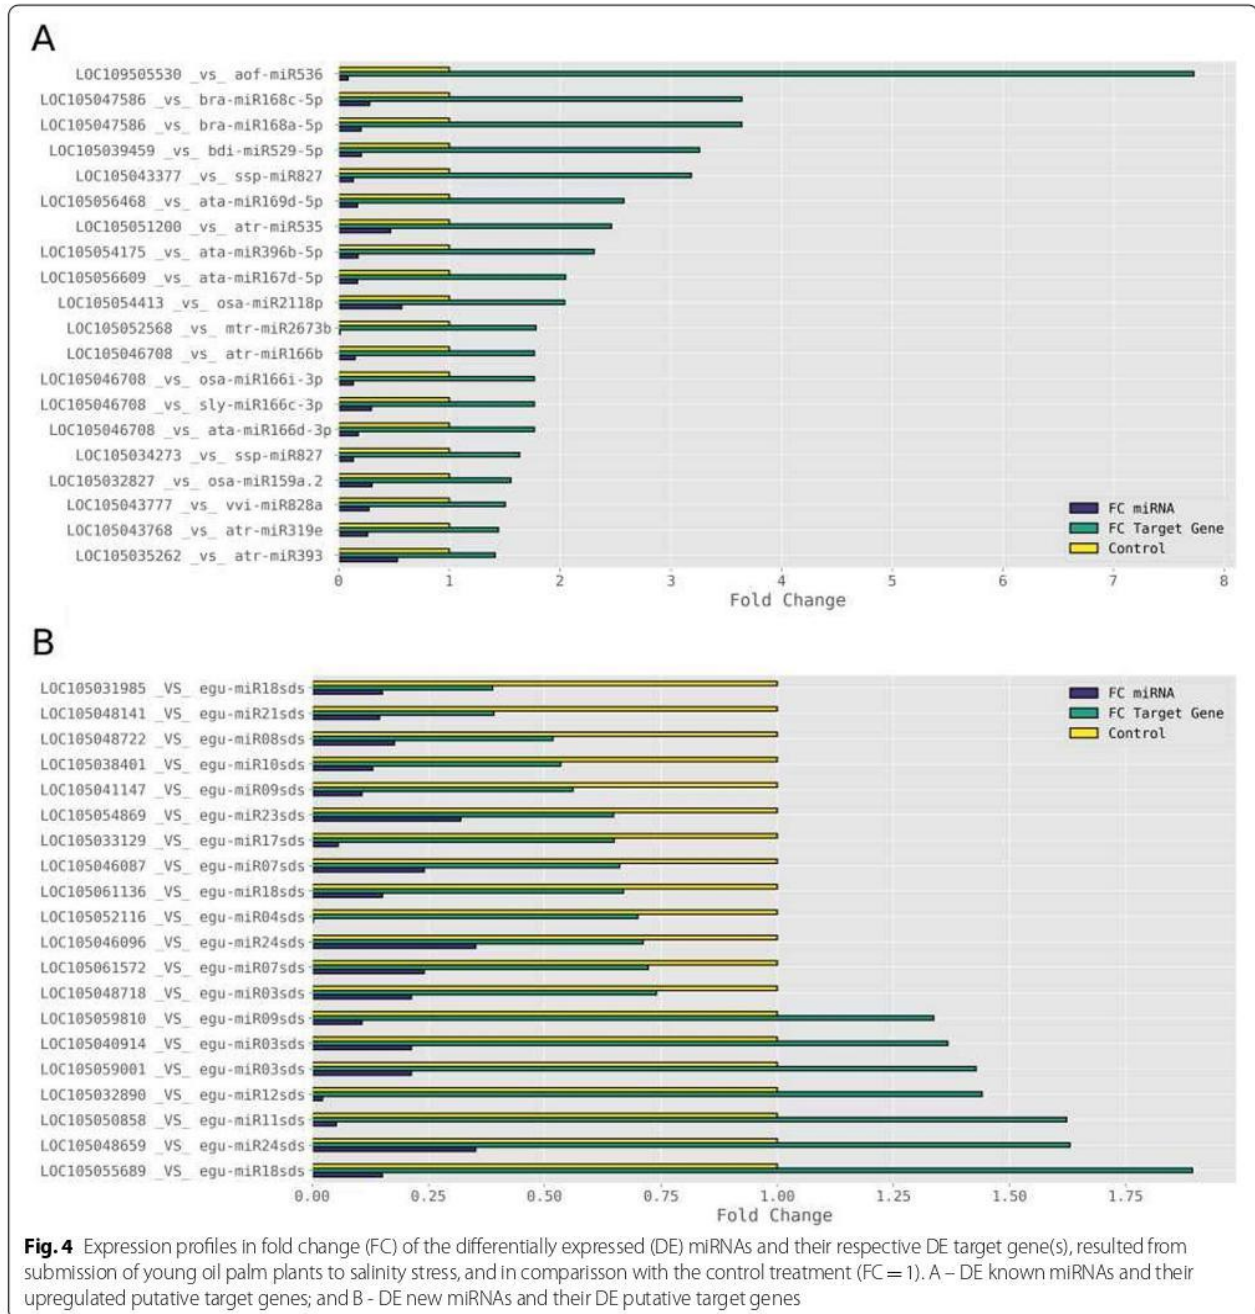 A
LOC109505530 _vs_ aof-miR536
LOC105047586 _vs_ bra-miR168c-5p
LOC105047586 _vs_ bra-miR168a-5p
LOC105039459 _vs_ bdi-miR529-5p
LOC105043377 _vs_ ssp-miR827
LOC105056468 _vs_ ata-miR169d-5p
LOC105051200 _vs_ atr-miR535
LOC105054175 _vs_ ata-miR396b-5p
LOC105056609 _vs_ ata-miR167d-5p
LOC105054413 _vs_ osa-miR2118p
LOC105052568 _vs_ mtr-miR2673b
LOC105046708 _vs_ atr-miR166b
LOC105046708 _vs_ osa-miR166i-3p
LOC105046708 _vs_ sly-miR166c-3p
LOC105046708 _vs_ ata-miR166d-3p
LOC105034273 _vs_ ssp-miR827
LOC105032827 _vs_ osa-miR159a.2
LOC105043777 _vs_ vvi-miR828a
LOC105043768 _vs_ atr-miR319e
LOC105035262 _vs_ atr-miR393
FC miRNA
FC Target Gene
Control
0 1 2 3 4 5 6 7 8
Fold Change
B
LOC105031985 _VS_ egu-miR18sds
LOC105048141 _VS_ egu-miR21sds
LOC105048722 _VS_ egu-miR08sds
LOC105038401 _VS_ egu-miR10sds
LOC105041147 _VS_ egu-miR09sds
LOC105054869 _VS_ egu-miR23sds
LOC105033129 _VS_ egu-miR17sds
LOC105046087 _VS_ egu-miR07sds
LOC105061136 _VS_ egu-miR18sds
LOC105052116 _VS_ egu-miR04sds
LOC105046096 _VS_ egu-miR24sds
LOC105061572 _VS_ egu-miR07sds
LOC105048718 _VS_ egu-miR03sds
LOC105059810 _VS_ egu-miR09sds
LOC105040914 _VS_ egu-miR03sds
LOC105059001 _VS_ egu-miR03sds
LOC105032890 _VS_ egu-miR12sds
LOC105050858 _VS_ egu-miR11sds
LOC105048659 _VS_ egu-miR24sds
LOC105055689 _VS_ egu-miR18sds
FC miRNA
FC Target Gene
Control
0.00 0.25 0.50 0.75 1.00 1.25 1.50 1.75
Fold Change
Fig. 4 Expression profiles in fold change (FC) of the differentially expressed (DE) miRNAs and their respective DE target gene(s), resulted from
submission of young oil palm plants to salinity stress, and in comparisson with the control treatment (FC = 1). A – DE known miRNAs and their
upregulated putative target genes; and B - DE new miRNAs and their DE putative target genes